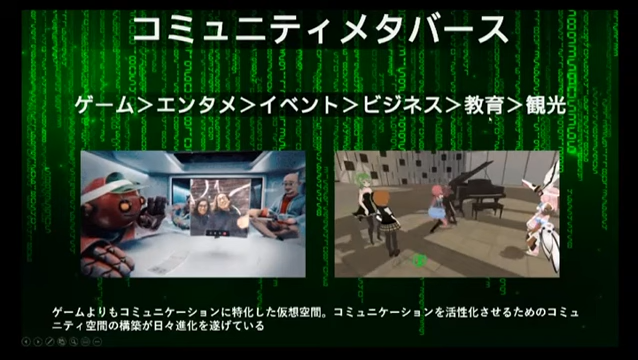 コミュニティメタバース
ゲーム＞エンタメ＞イベント＞ビジネス＞教育＞観光
ゲームよりもコミュニケーションに特化した仮想空間。コミュニケーションを活性化させるためのコミュ
ニティ空間の構築が日々進化を遂げている